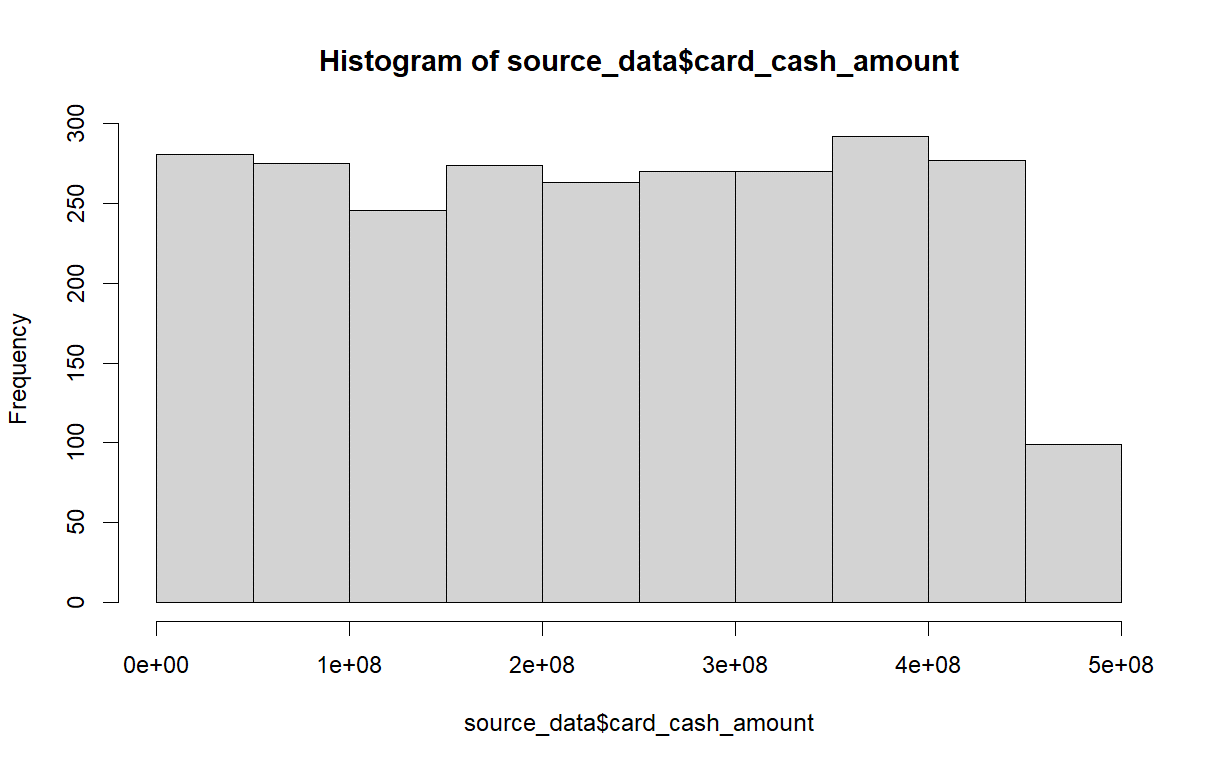 Histogram of source_data$card_cash_amount
Frequency
300
250
200
150
100
50
0
0e+00 1e+08 2e+08 3e+08 4e+08 5e+08
source_data$card_cash_amount